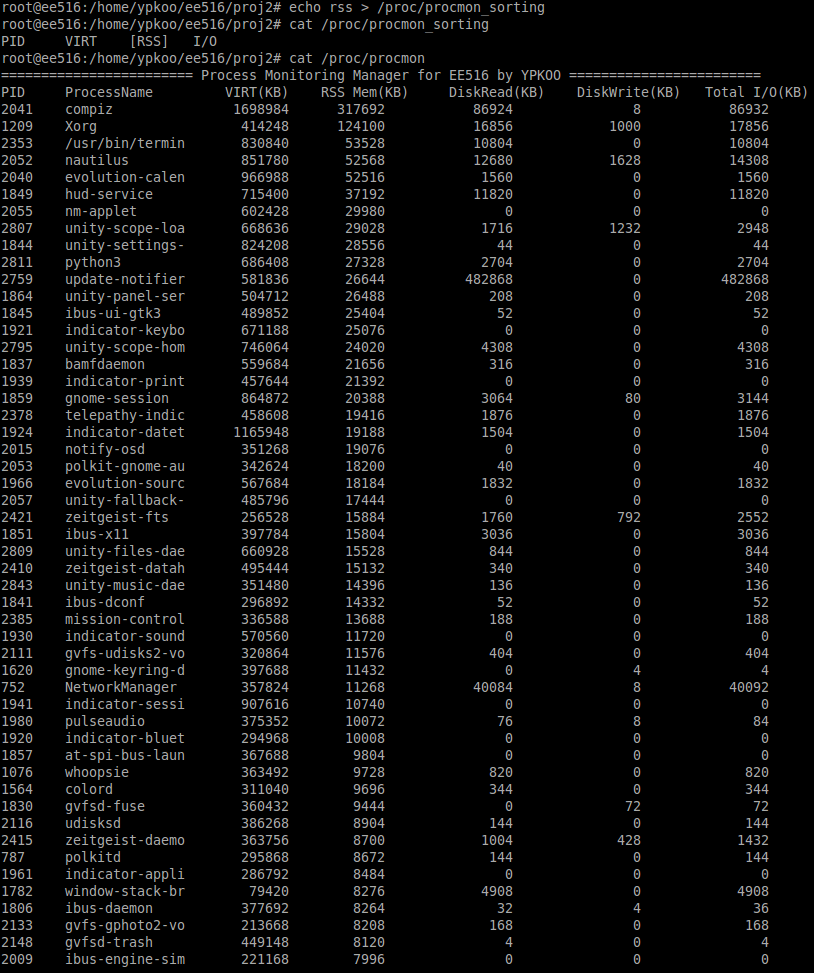 root@ee516:/home/ypkoo/ee516/proj2# echo rss > /proc/procmon_sorting
root@ee516:/home/ypkoo/ee516/proj2# cat /proc/procmon_sorting
PID     VIRT    [RSS]   I/O
root@ee516:/home/ypkoo/ee516/proj2# cat /proc/procmon
======================== Process Monitoring Manager for EE516 by YPKOO ========================
PID     ProcessName         VIRT(KB)    RSS Mem(KB)     DiskRead(KB)    DiskWrite(KB)   Total I/O(KB)
2041    compiz               1698984      317692           86924               8           86932
1209    Xorg                  414248      124100           16856            1000           17856
2353    /usr/bin/termin       830840       53528           10804               0           10804
2052    nautilus              851780       52568           12680            1628           14308
2040    evolution-calen       966988       52516            1560               0            1560
1849    hud-service           715400       37192           11820               0           11820
2055    nm-applet             602428       29980               0               0               0
2807    unity-scope-loa       668636       29028            1716            1232            2948
1844    unity-settings-       824208       28556              44               0              44
2811    python3               686408       27328            2704               0            2704
2759    update-notifier       581836       26644          482868               0          482868
1864    unity-panel-ser       504712       26488             208               0             208
1845    ibus-ui-gtk3          489852       25404              52               0              52
1921    indicator-keybo       671188       25076               0               0               0
2795    unity-scope-hom       746064       24020            4308               0            4308
1837    bamfdaemon            559684       21656             316               0             316
1939    indicator-print       457644       21392               0               0               0
1859    gnome-session         864872       20388            3064              80            3144
2378    telepathy-indic       458608       19416            1876               0            1876
1924    indicator-datet      1165948       19188            1504               0            1504
2015    notify-osd            351268       19076               0               0               0
2053    polkit-gnome-au       342624       18200              40               0              40
1966    evolution-sourc       567684       18184            1832               0            1832
2057    unity-fallback-       485796       17444               0               0               0
2421    zeitgeist-fts         256528       15884            1760             792            2552
1851    ibus-x11              397784       15804            3036               0            3036
2809    unity-files-dae       660928       15528             844               0             844
2410    zeitgeist-datah       495444       15132             340               0             340
2843    unity-music-dae       351480       14396             136               0             136
1841    ibus-dconf            296892       14332              52               0              52
2385    mission-control       336588       13688             188               0             188
1930    indicator-sound       570560       11720               0               0               0
2111    gvfs-udisks2-vo       320864       11576             404               0             404
1620    gnome-keyring-d       397688       11432               0               4               4
752     NetworkManager        357824       11268           40084               8           40092
1941    indicator-sessi       907616       10740               0               0               0
1980    pulseaudio            375352       10072              76               8              84
1920    indicator-bluet       294968       10008               0               0               0
1857    at-spi-bus-laun       367688        9804               0               0               0
1076    whoopsie              363492        9728             820               0             820
1564    colord                311040        9696             344               0             344
1830    gvfsd-fuse            360432        9444               0              72              72
2116    udisksd               386268        8904             144               0             144
2415    zeitgeist-daemo       363756        8700            1004             428            1432
787     polkitd               295868        8672             144               0             144
1961    indicator-appli       286792        8484               0               0               0
1782    window-stack-br        79420        8276            4908               0            4908
1806    ibus-daemon           377692        8264              32               4              36
2133    gvfs-gphoto2-vo       213668        8208             168               0             168
2148    gvfsd-trash           449148        8120               4               0               4
2009    ibus-engine-sim       221168        7996               0               0               0